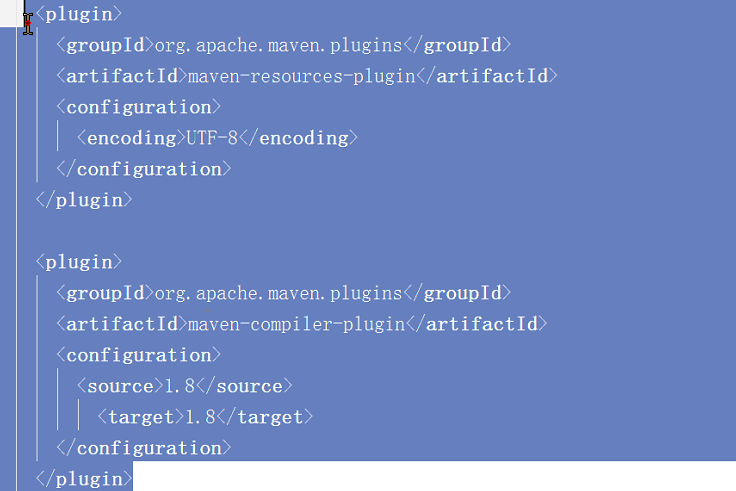 <plugin>
<groupId>org.apache.maven.plugins</groupId>
<artifactId>maven-resources-plugin</artifactId>
<configuration>
<encoding>UTF-8</encoding>
</configuration>
</plugin>
<plugin>
<groupId>org.apache.maven.plugins</groupId>
<artifactId>maven-compiler-plugin</artifactId>
<configuration>
<source>1.8</source>
<target>1.8</target>
</configuration>
</plugin>